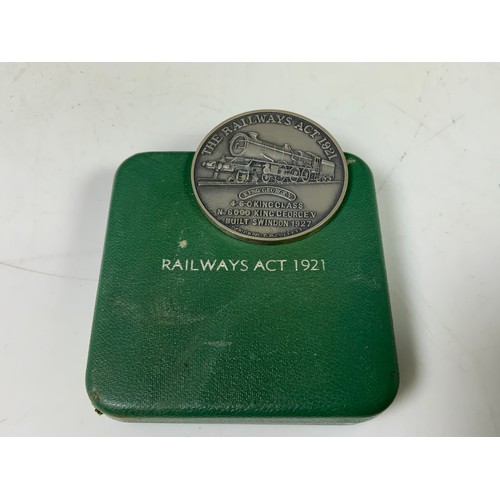 THE RAILWAYS ACT 1921
KING GEORGE V
4-6-0 KING CLASS
No 6000 KING GEORGE V
BUILT SWINDON 1927
RAILWAYS ACT 1921